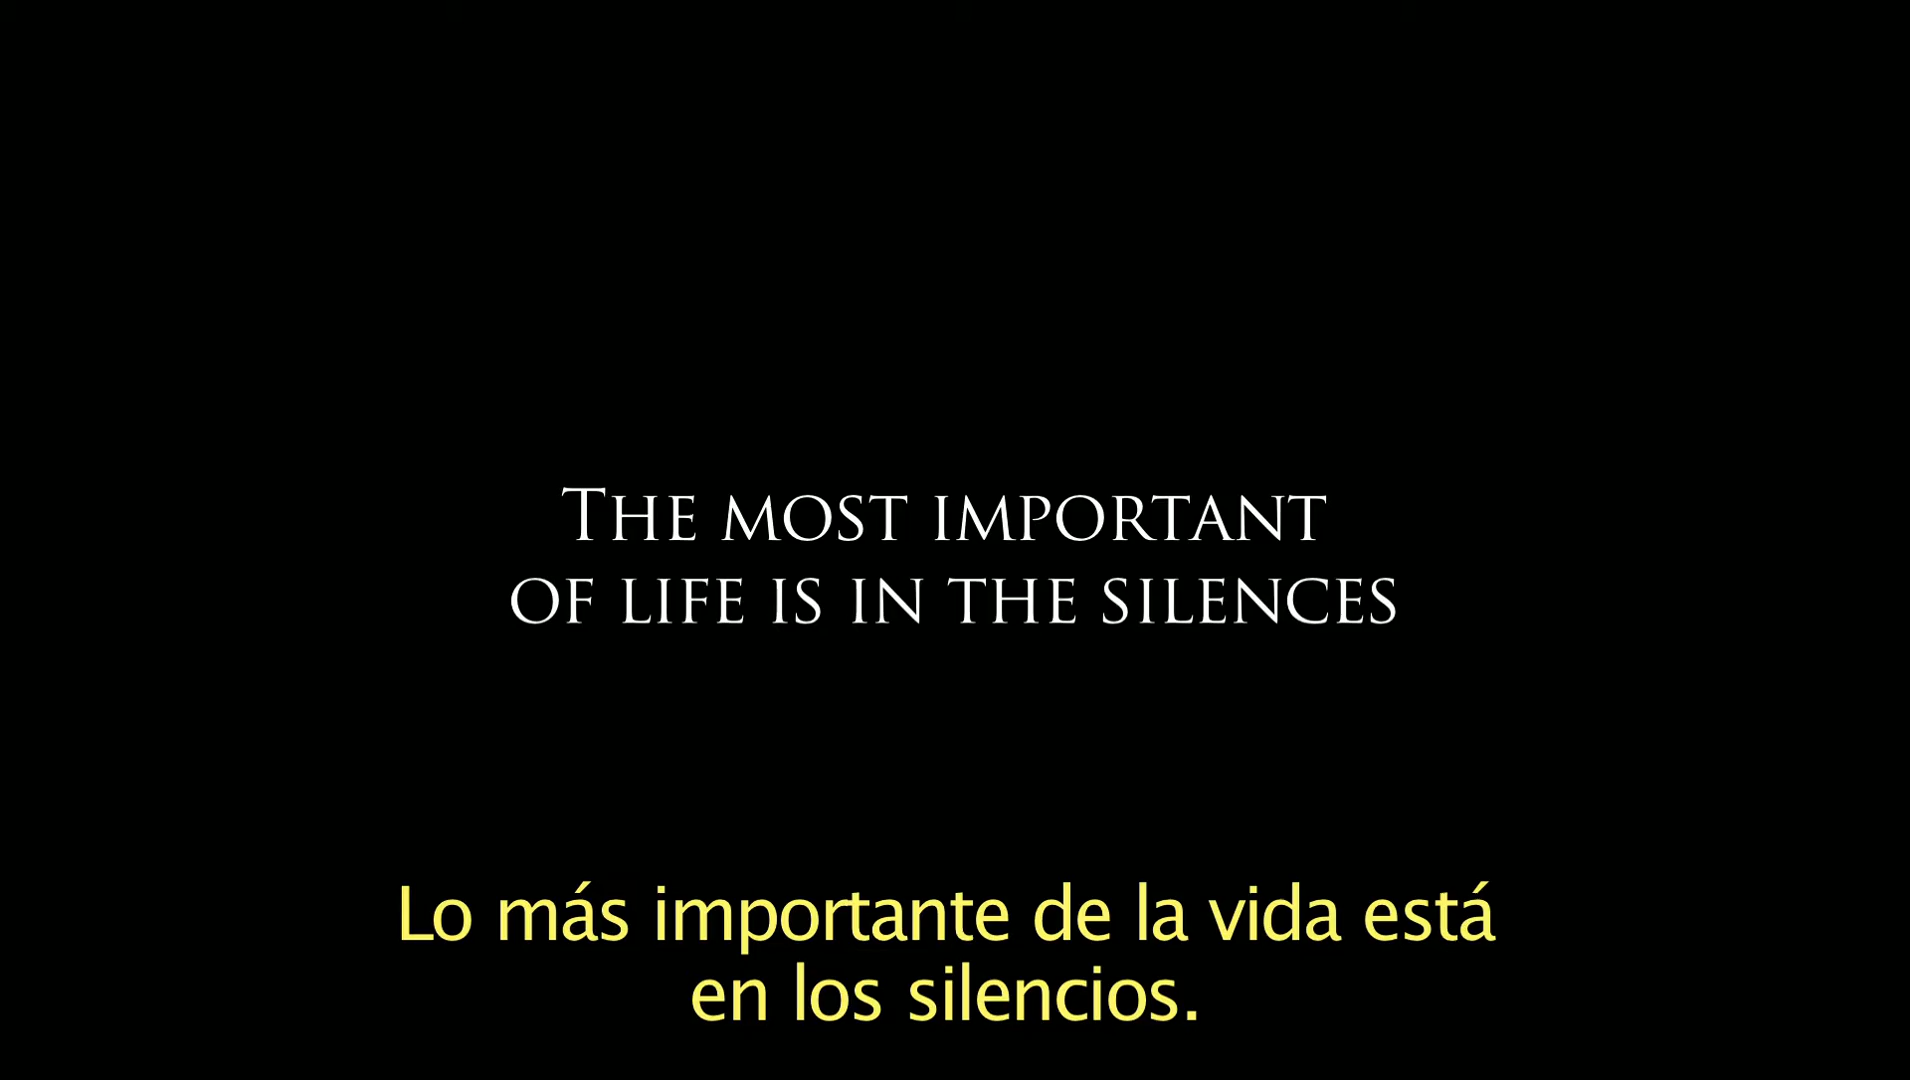 THE MOST IMPORTANT
OF LIFE IS IN THE SILENCES
Lo más importante de la vida está
en los silencios.